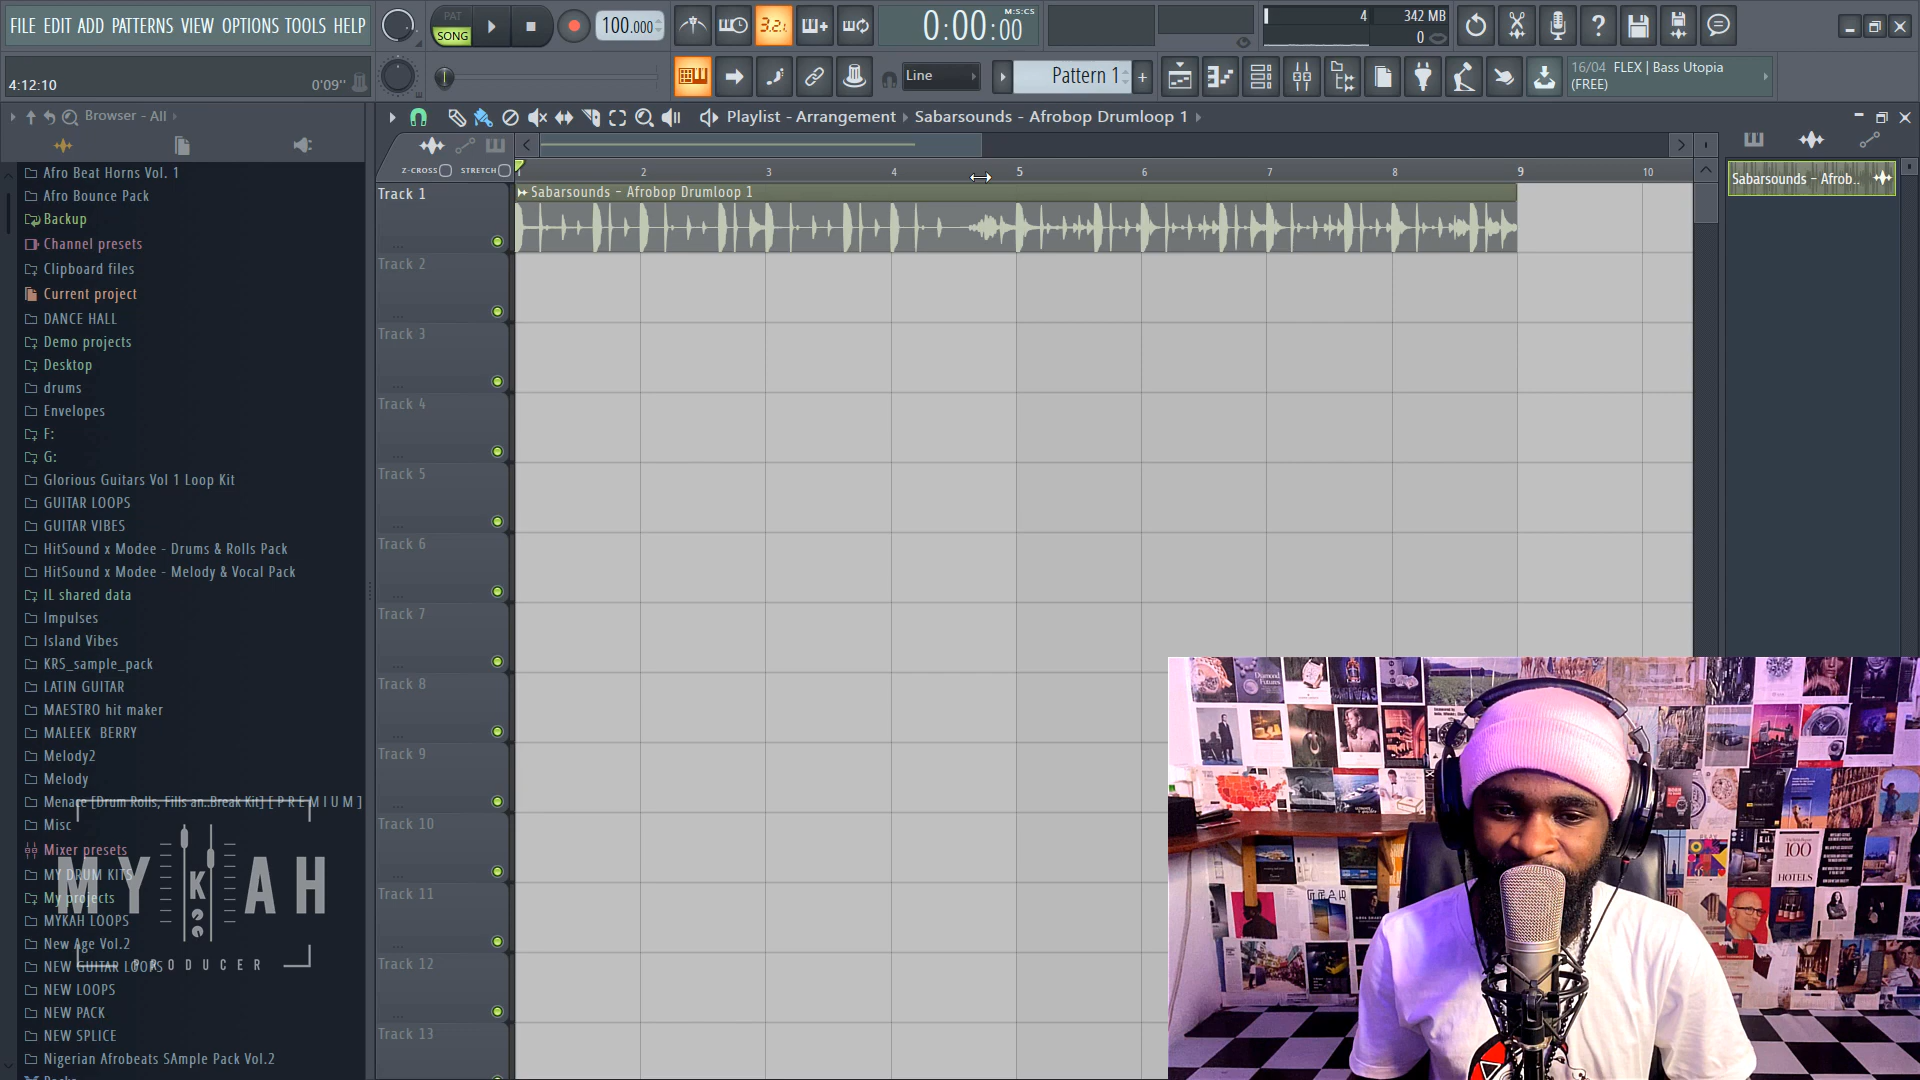 FILE EDIT ADD PATTERNS VIEW OPTIONS TOOLS HELP
PAT
SONG
100.000
3.2.
0:00:00
M:S:CS
4
342 MB
0
4:12:10
0'09''
Line
Pattern 1
16/04 FLEX | Bass Utopia
(FREE)
Browser - All
Playlist - Arrangement › Sabarsounds - Afrobop Drumloop 1
Z-CROSS
STRETCH
1 2 3 4 5 6 7 8 9 10
Sabarsounds - Afrobop Drumloop 1
Sabarsounds - Afrob..
Track 1
Track 2
Track 3
Track 4
Track 5
Track 6
Track 7
Track 8
Track 9
Track 10
Track 11
Track 12
Track 13
Afro Beat Horns Vol. 1
Afro Bounce Pack
Backup
Channel presets
Clipboard files
Current project
DANCE HALL
Demo projects
Desktop
drums
Envelopes
F:
G:
Glorious Guitars Vol 1 Loop Kit
GUITAR LOOPS
GUITAR VIBES
HitSound x Modee - Drums & Rolls Pack
HitSound x Modee - Melody & Vocal Pack
IL shared data
Impulses
Island Vibes
KRS_sample_pack
LATIN GUITAR
MAESTRO hit maker
MALEEK BERRY
Melody2
Melody
Menace [Drum Rolls, Fills an..Break Kit] [ P R E M I U M ]
Misc
Mixer presets
MY DRUM KITS
My projects
MYKAH LOOPS
New Age Vol.2
NEW GUITAR LOOPS
NEW LOOPS
NEW PACK
NEW SPLICE
Nigerian Afrobeats SAmple Pack Vol.2
MYKAH
PRODUCER
Diamond
Futures
100
HOTELS